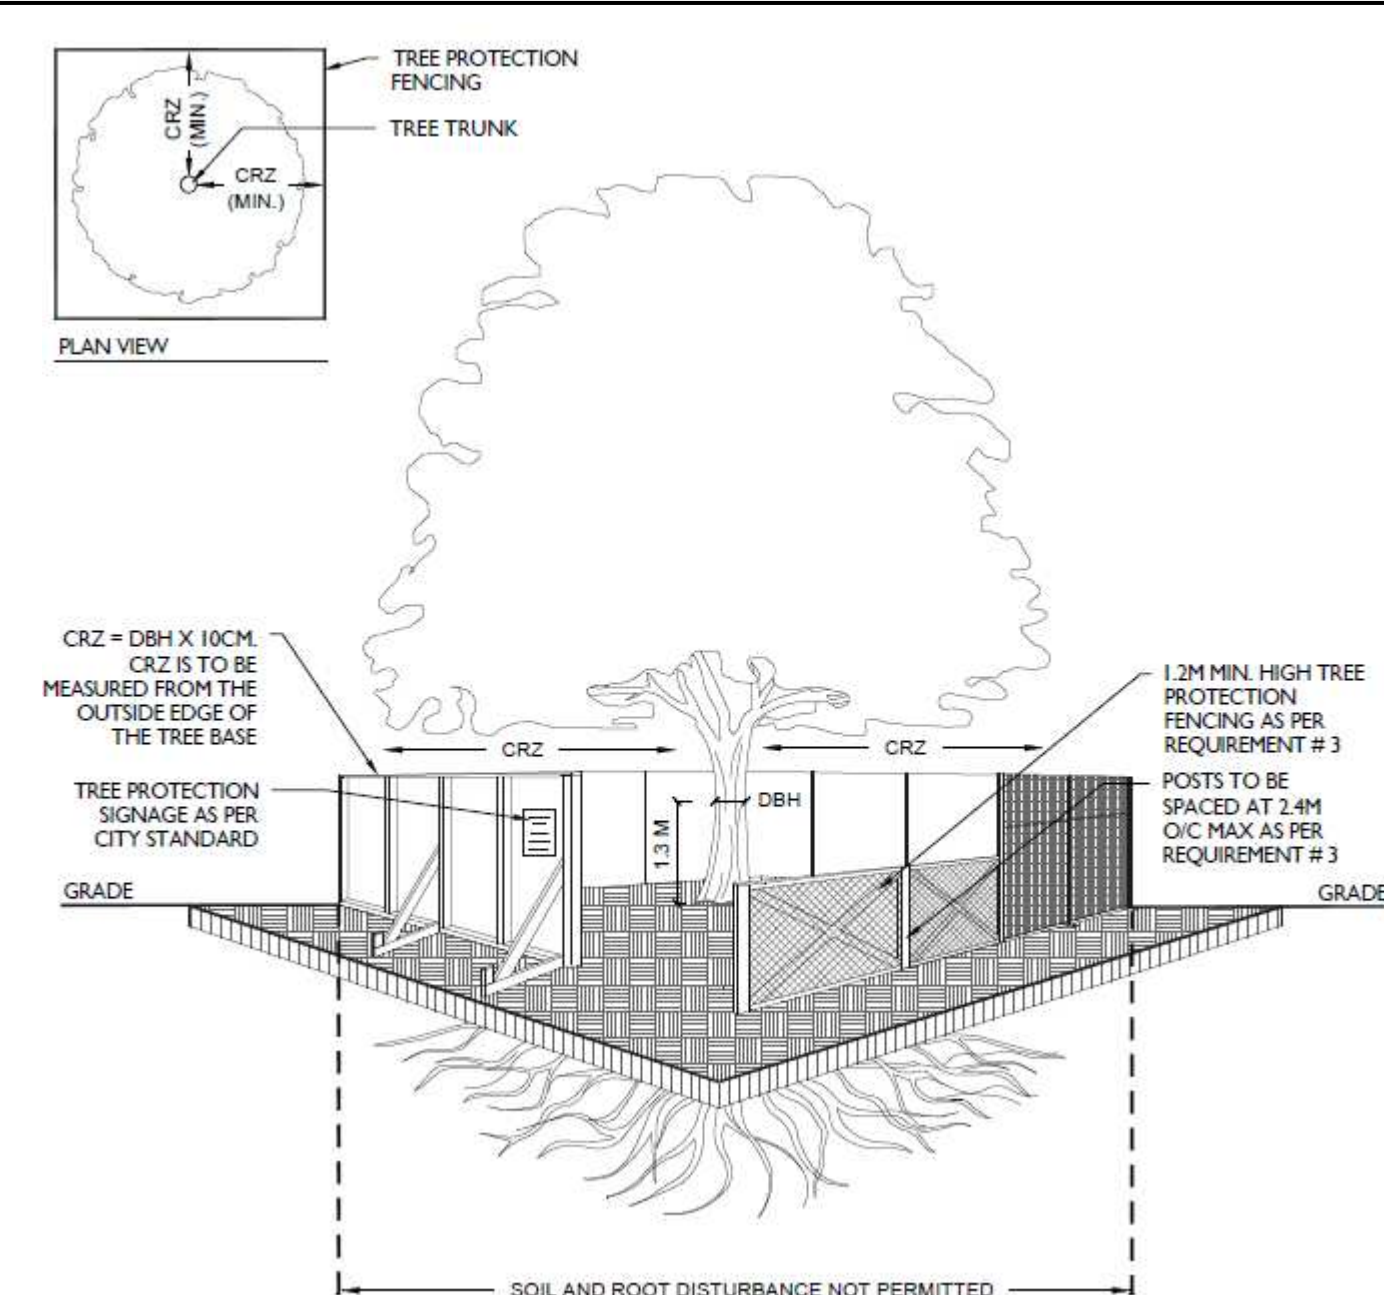 TREE PROTECTION
FENCING
TREE TRUNK
CRZ
(MIN.)
CRZ
(MIN.)
PLAN VIEW
CRZ = DBH X 10CM.
CRZ IS TO BE
MEASURED FROM THE
OUTSIDE EDGE OF
THE TREE BASE
TREE PROTECTION
SIGNAGE AS PER
CITY STANDARD
GRADE
CRZ
CRZ
DBH
1.3 M
1.2M MIN. HIGH TREE
PROTECTION
FENCING AS PER
REQUIREMENT # 3
POSTS TO BE
SPACED AT 2.4M
O/C MAX AS PER
REQUIREMENT # 3
GRADE
SOIL AND ROOT DISTURBANCE NOT PERMITTED